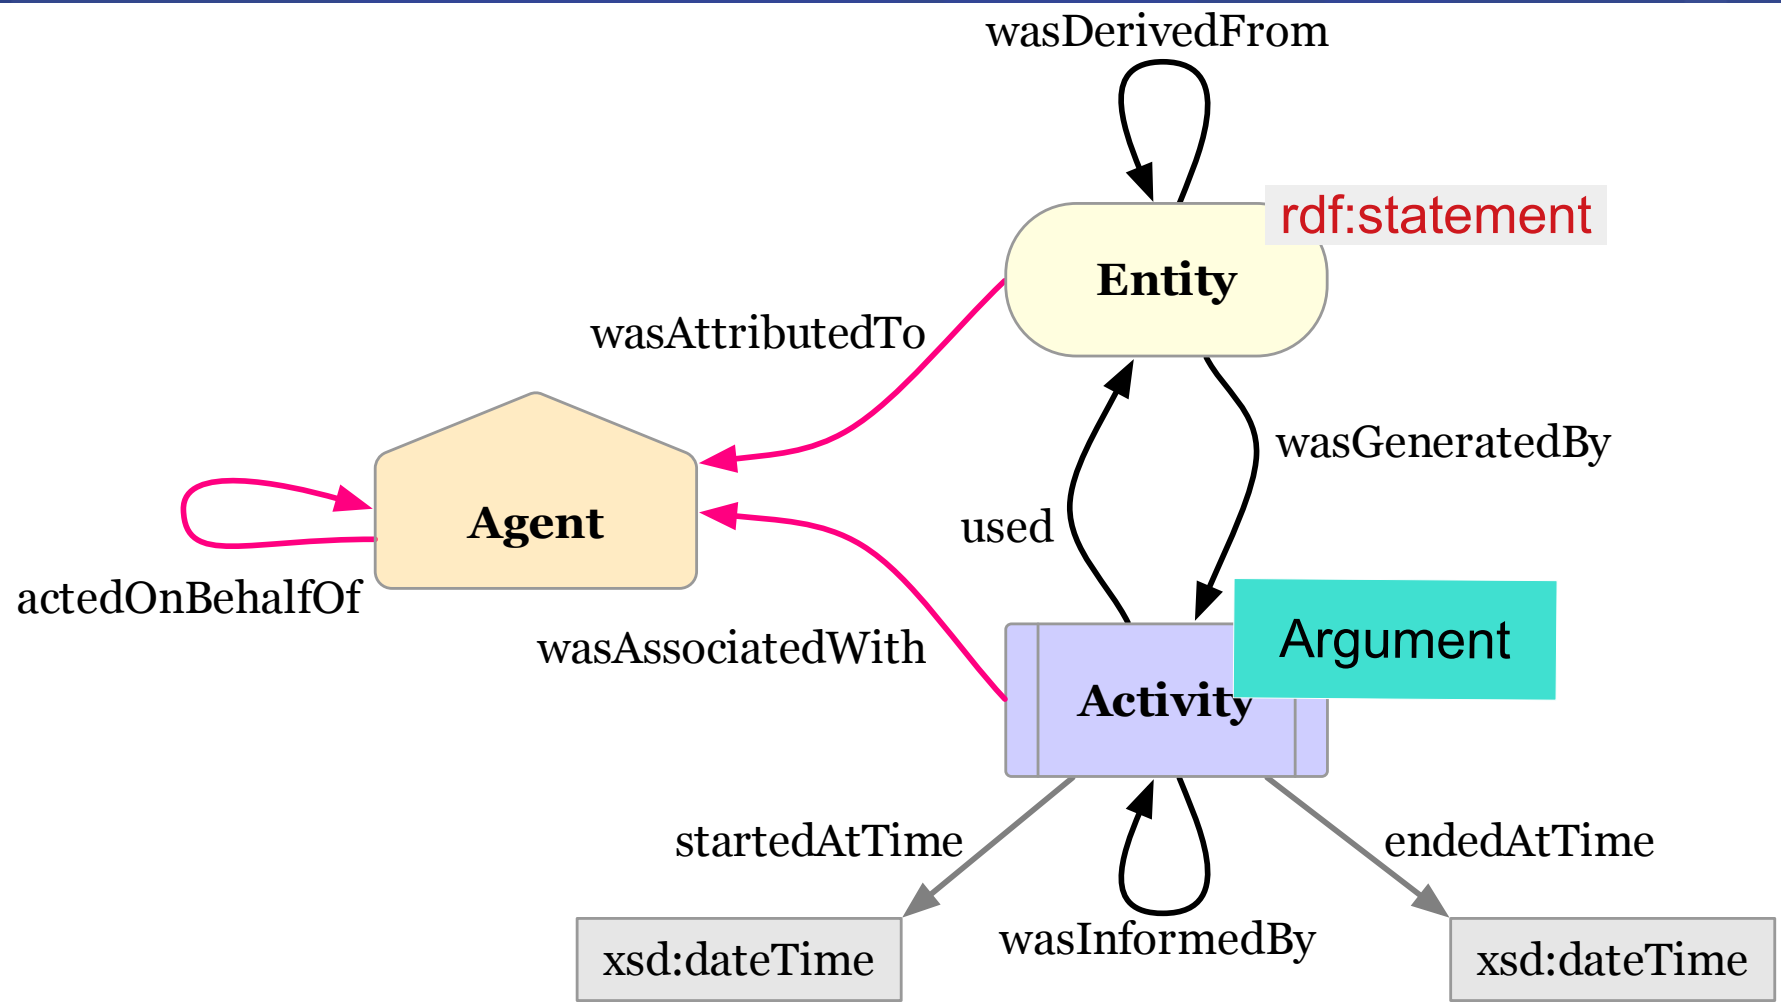 wasDerivedFrom
rdf:statement
Entity
wasAttributedTo
wasGeneratedBy
Agent
used
actedOnBehalfOf
wasAssociatedWith
Argument
Activity
startedAtTime
endedAtTime
wasInformedBy
xsd:dateTime
xsd:dateTime